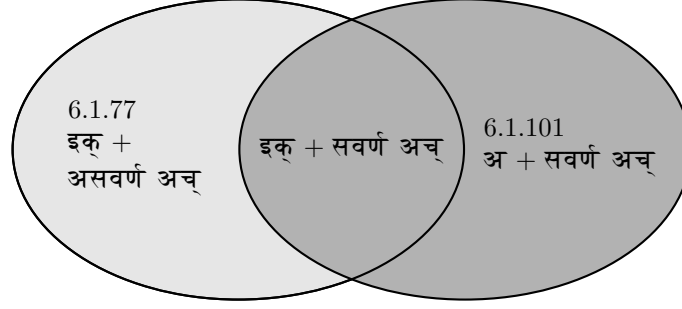 6.1.77
इक् +
असवर्ण अच्
इक् + सवर्ण अच्
6.1.101
अ + सवर्ण अच्